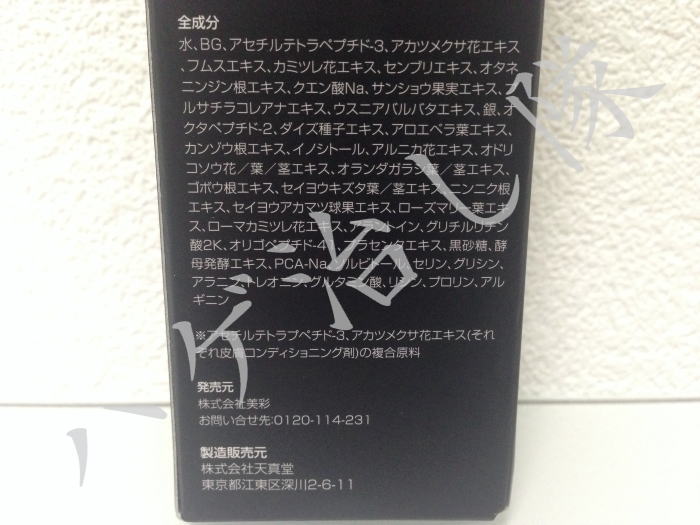 全成分
水、BG、アセチルテトラペプチド-3、アカツメクサ花エキス
、フムスエキス、カミツレ花エキス、センブリエキス、オタネ
ニンジン根エキス、クエン酸Na、サンショウ果実エキス、プ
ルサチラコレアナエキス、ウスニアバルバタエキス、銀、オ
クタペプチド-2、ダイズ種子エキス、アロエベラ葉エキス、
カンゾウ根エキス、イノシトール、アルニカ花エキス、オドリ
コソウ花／葉／茎エキス、オランダガラシ葉／茎エキス、
ゴボウ根エキス、セイヨウキズタ葉／茎エキス、ニンニク根
エキス、セイヨウアカマツ球果エキス、ローズマリー葉エキ
ス、ローマカミツレ花エキス、アラントイン、グリチルリチン
酸2K、オリゴペプチド-41、プラセンタエキス、黒砂糖、酵
母発酵エキス、PCA-Na、ソルビトール、セリン、グリシン、
アラニン、トレオニン、グルタミン酸、リシン、プロリン、アル
ギニン
※アセチルテトラプペチド-3、アカツメクサ花エキス(それ
ぞれ皮膚コンディショニング剤)の複合原料
発売元
株式会社美彩
お問い合せ先:0120-114-231
製造販売元
株式会社天真堂
東京都江東区深川2-6-11
ハゲ治し隊